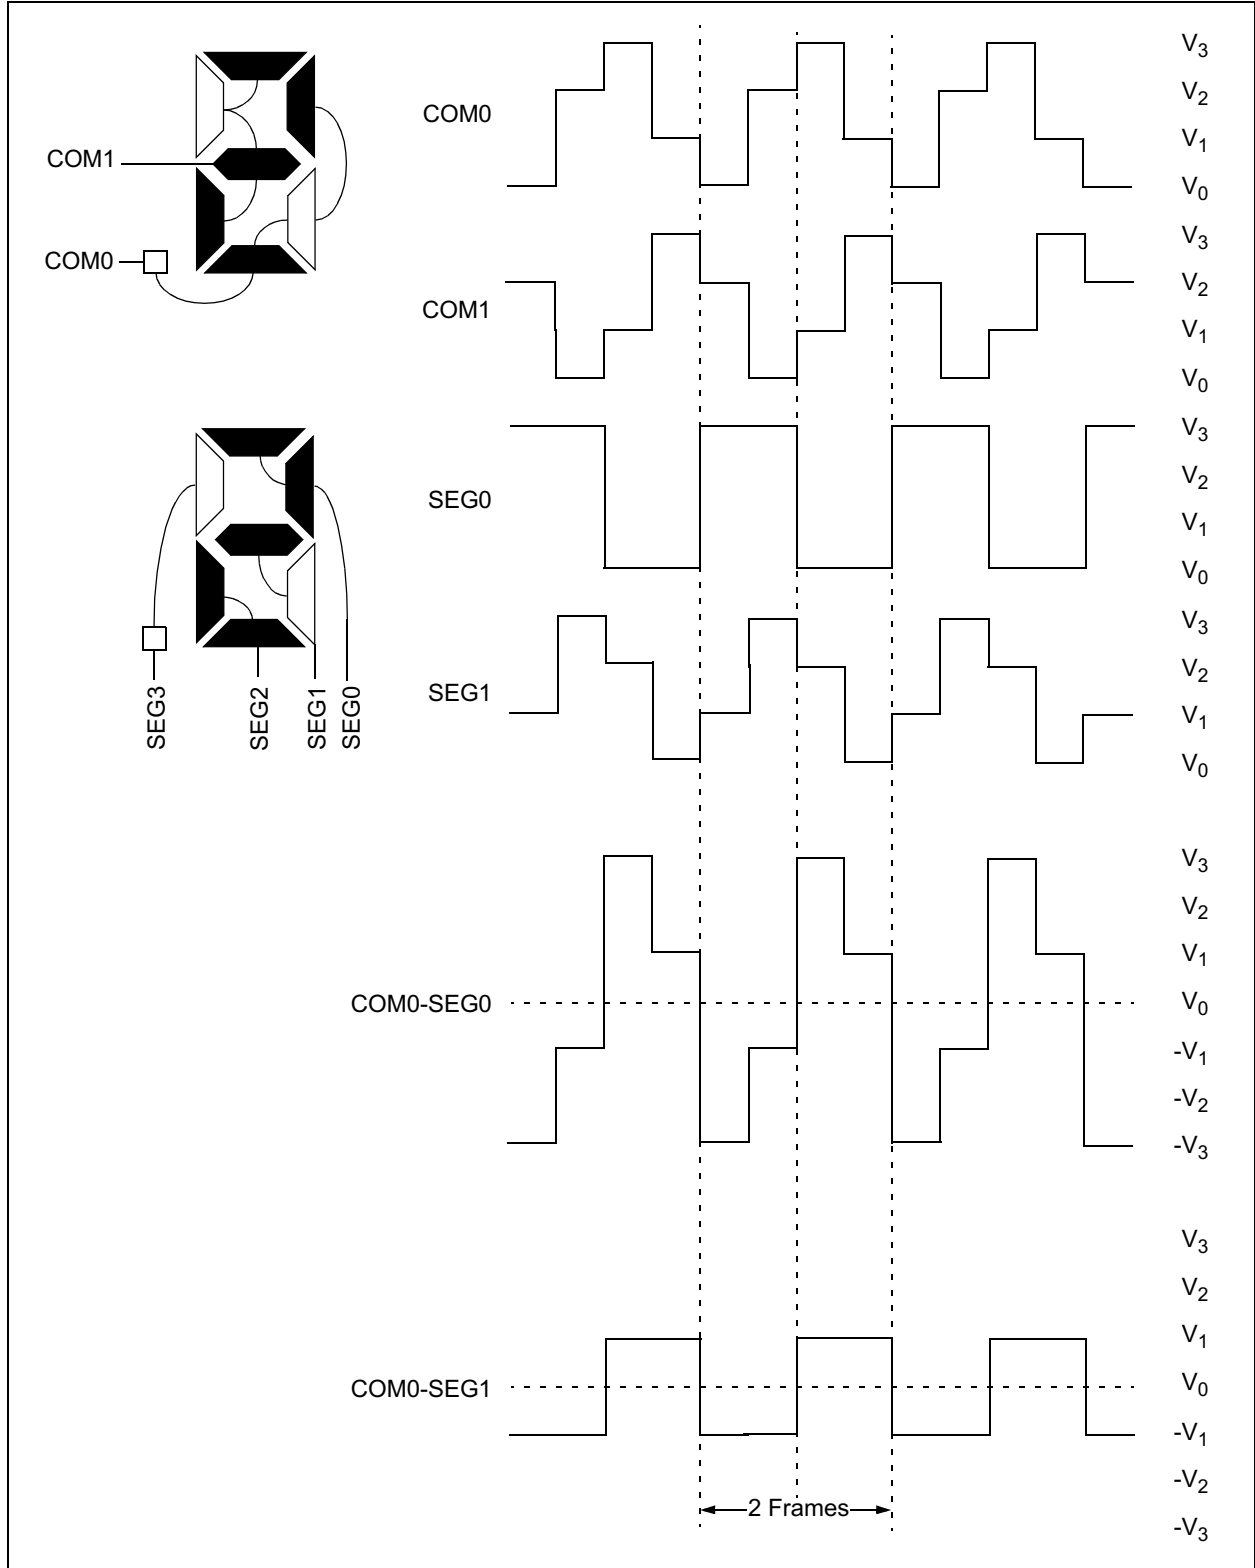 COM1
COM0
SEG3
SEG2
SEG1
SEG0
COM0
V3
V2
V1
V0
COM1
V3
V2
V1
V0
SEG0
V3
V2
V1
V0
SEG1
V3
V2
V1
V0
COM0-SEG0
V3
V2
V1
V0
-V1
-V2
-V3
COM0-SEG1
V3
V2
V1
V0
-V1
-V2
-V3
2 Frames